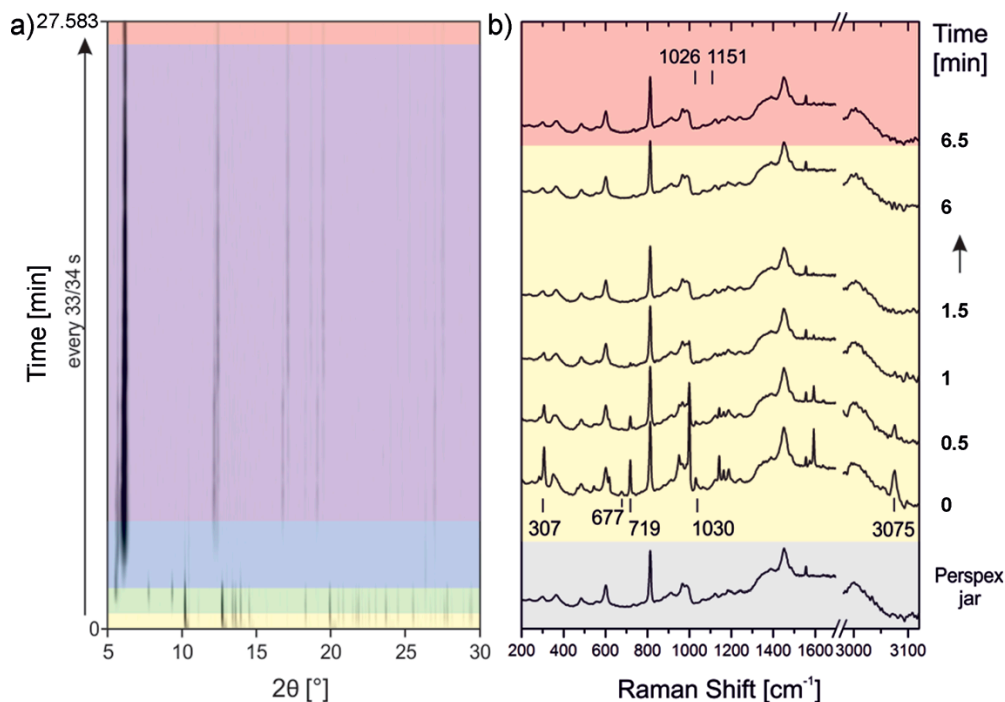 a)
27.583
Time [min]
every 33/34 s
0
5 10 15 20 25 30
2θ [°]
b)
Time
[min]
1026 1151
6.5
6
1.5
1
0.5
0
307 677 719 1030 3075
Perspex
jar
200 400 600 800 1000 1200 1400 1600 3000 3100
Raman Shift [cm⁻¹]